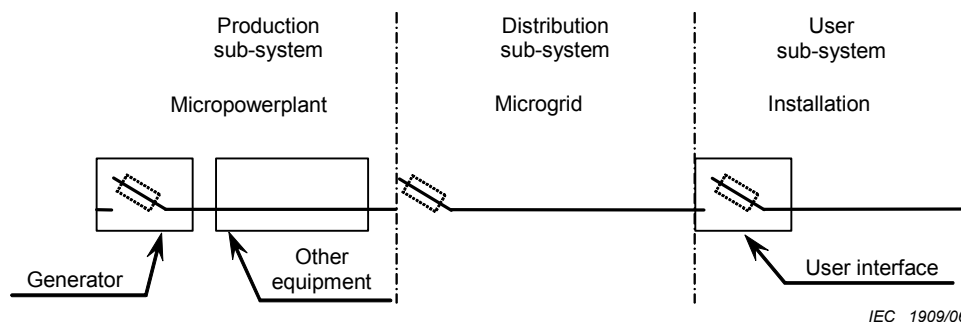 Production
sub-system
Distribution
sub-system
User
sub-system
Micropowerplant
Microgrid
Installation
Generator
Other
equipment
User interface
IEC 1909/06